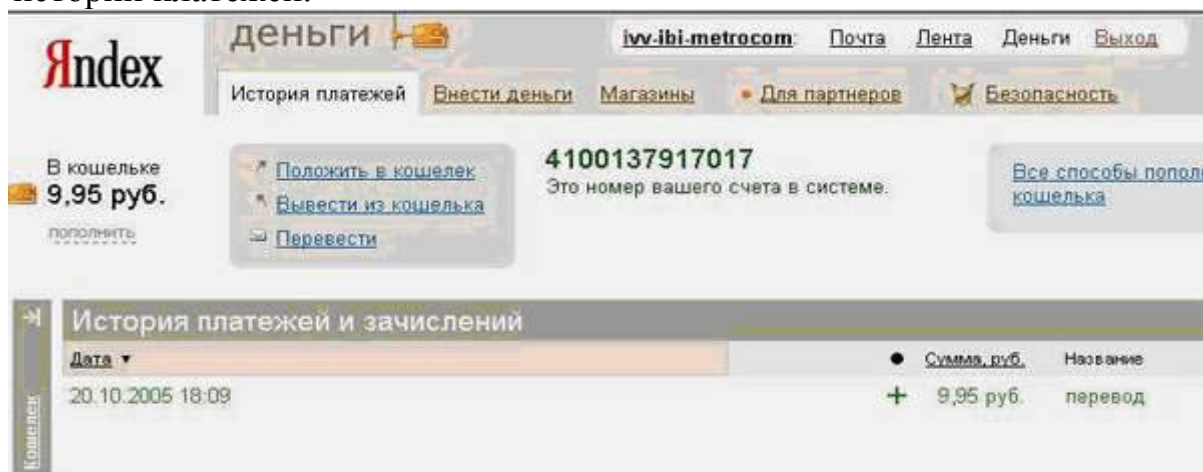 деньги
ivv-ibi-metrocom: Почта Лента Деньги Выход
Яndex
История платежей Внести деньги Магазины • Для партнеров Безопасность
В кошельке
9,95 руб.
пополнить
Положить в кошелек
Вывести из кошелька
Перевести
4100137917017
Это номер вашего счета в системе.
Все способы попол
кошелька
История платежей и зачислений
Дата ▼ ● Сумма, руб. Название
20.10.2005 18:09 + 9,95 руб. перевод
Кошелек